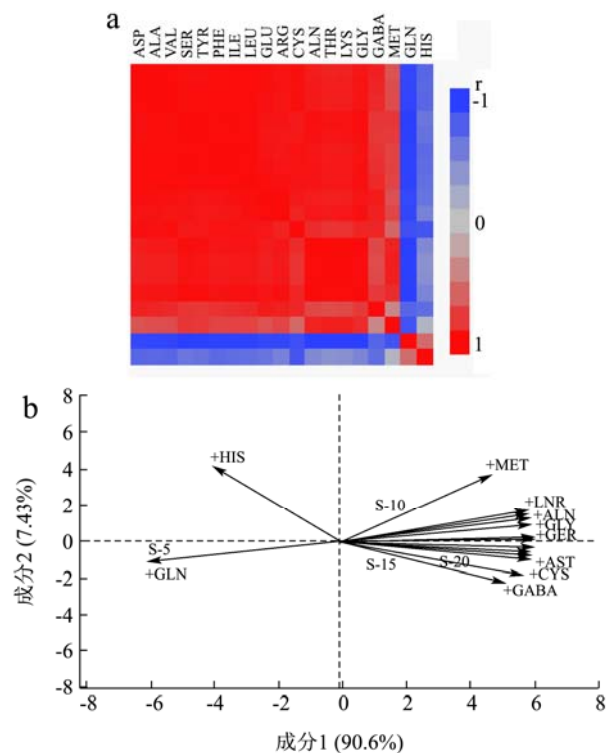 a
ASP ALA VAL SER TYR PHE ILE LEU GLU ARG CYS ALN THR LYS GLY GABA MET GLN HIS
r
-1
0
1
b
8
6
+HIS
+MET
4
S-10
+LNR
2
+ALN
+GLY
+GER
0
S-5
S-15
S-20
+AST
+GLN
+CYS
-2
+GABA
-4
-6
-8
成分2 (7.43%)
-8 -6 -4 -2 0 2 4 6 8
成分1 (90.6%)